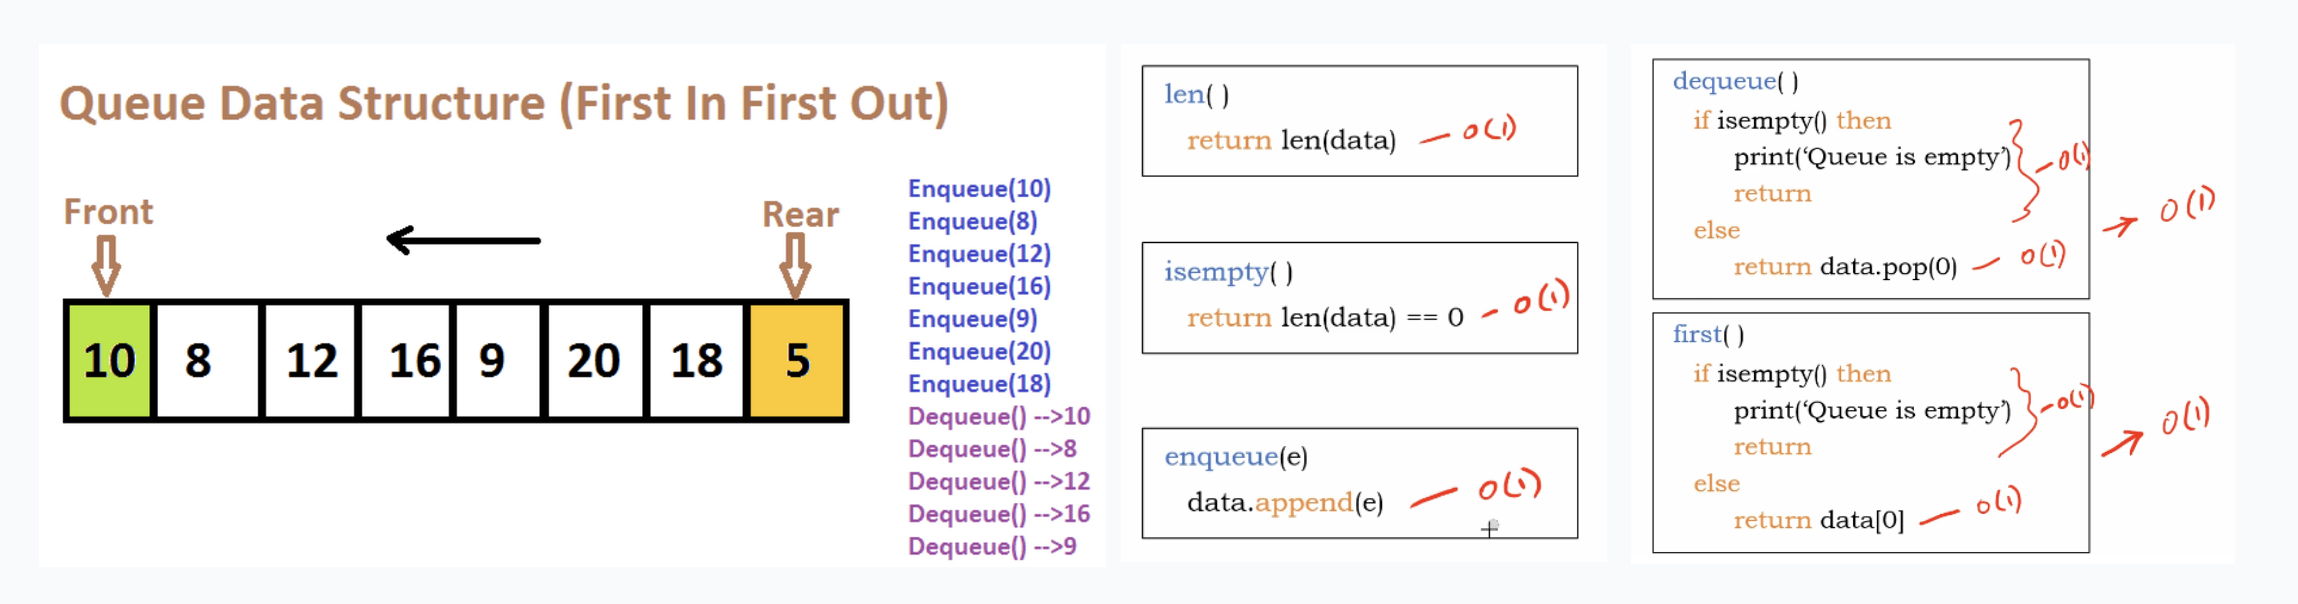 Queue Data Structure (First In First Out)
Front
Rear
10 8 12 16 9 20 18 5
Enqueue(10)
Enqueue(8)
Enqueue(12)
Enqueue(16)
Enqueue(9)
Enqueue(20)
Enqueue(18)
Dequeue() -->10
Dequeue() -->8
Dequeue() -->12
Dequeue() -->16
Dequeue() -->9
len( )
return len(data) – O(1)
isempty( )
return len(data) == 0 – O(1)
enqueue(e)
data.append(e) – O(1)
dequeue( )
if isempty() then
print(‘Queue is empty’) – O(1)
return
else
return data.pop(0) – O(1)
→ O(1)
first( )
if isempty() then
print(‘Queue is empty’) – O(1)
return
else
return data[0] – O(1)
→ O(1)